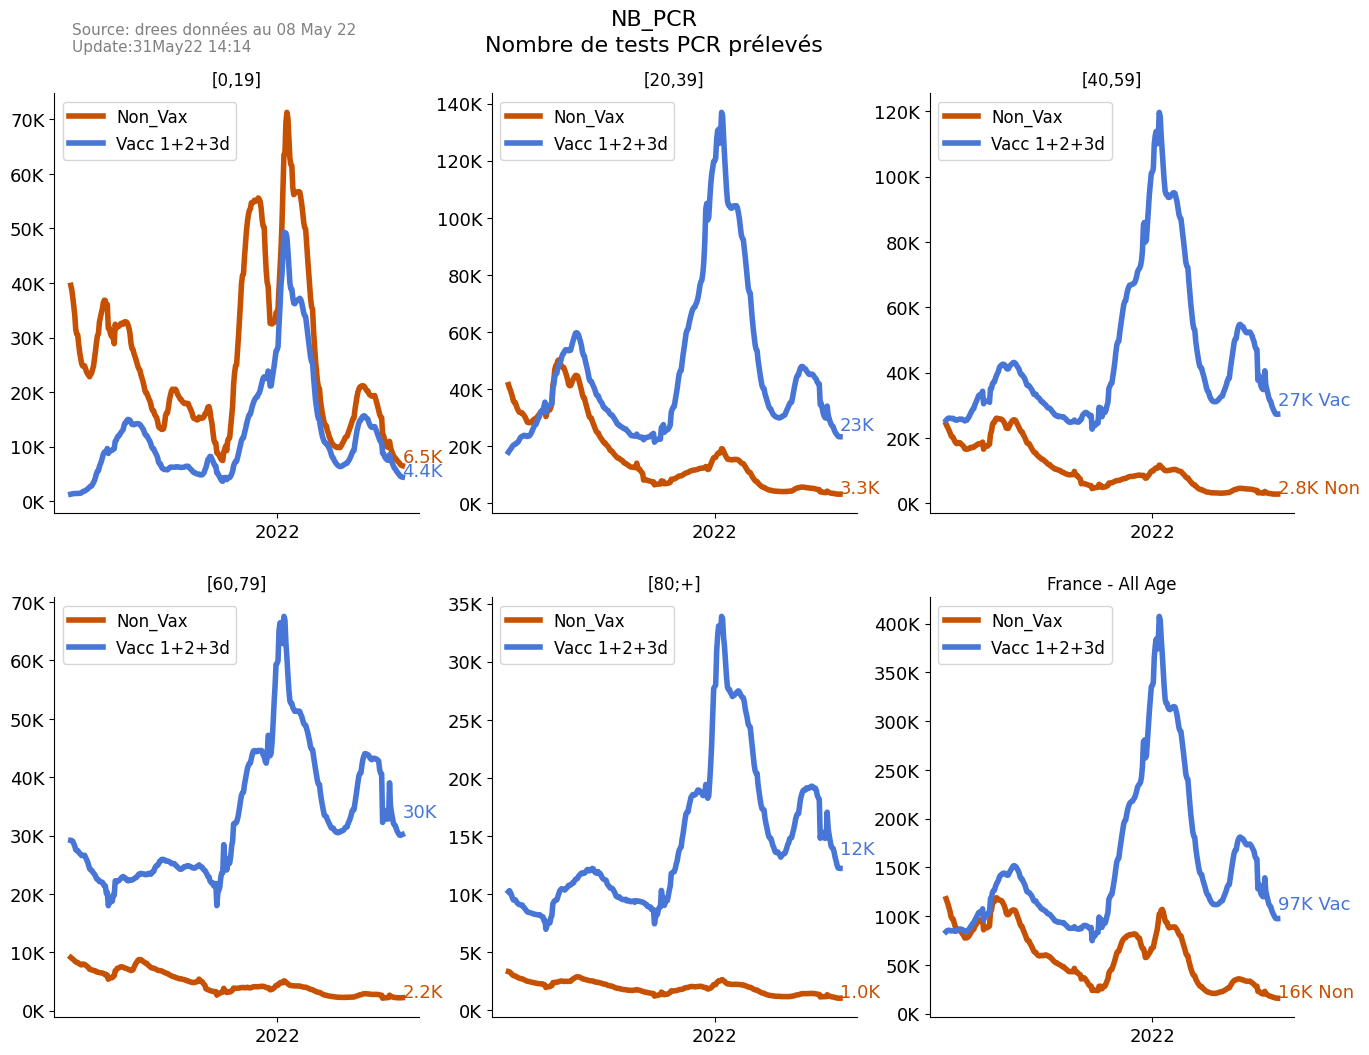 Source: drees données au 08 May 22
Update:31May22 14:14
NB_PCR
Nombre de tests PCR prélevés
[0,19]
Non_Vax
Vacc 1+2+3d
70K
60K
50K
40K
30K
20K
10K
0K
6.5K
4.4K
2022
[20,39]
Non_Vax
Vacc 1+2+3d
140K
120K
100K
80K
60K
40K
20K
0K
23K
3.3K
2022
[40,59]
Non_Vax
Vacc 1+2+3d
120K
100K
80K
60K
40K
20K
0K
27K Vac
2.8K Non
2022
[60,79]
Non_Vax
Vacc 1+2+3d
70K
60K
50K
40K
30K
20K
10K
0K
30K
2.2K
2022
[80;+]
Non_Vax
Vacc 1+2+3d
35K
30K
25K
20K
15K
10K
5K
0K
12K
1.0K
2022
France - All Age
Non_Vax
Vacc 1+2+3d
400K
350K
300K
250K
200K
150K
100K
50K
0K
97K Vac
16K Non
2022